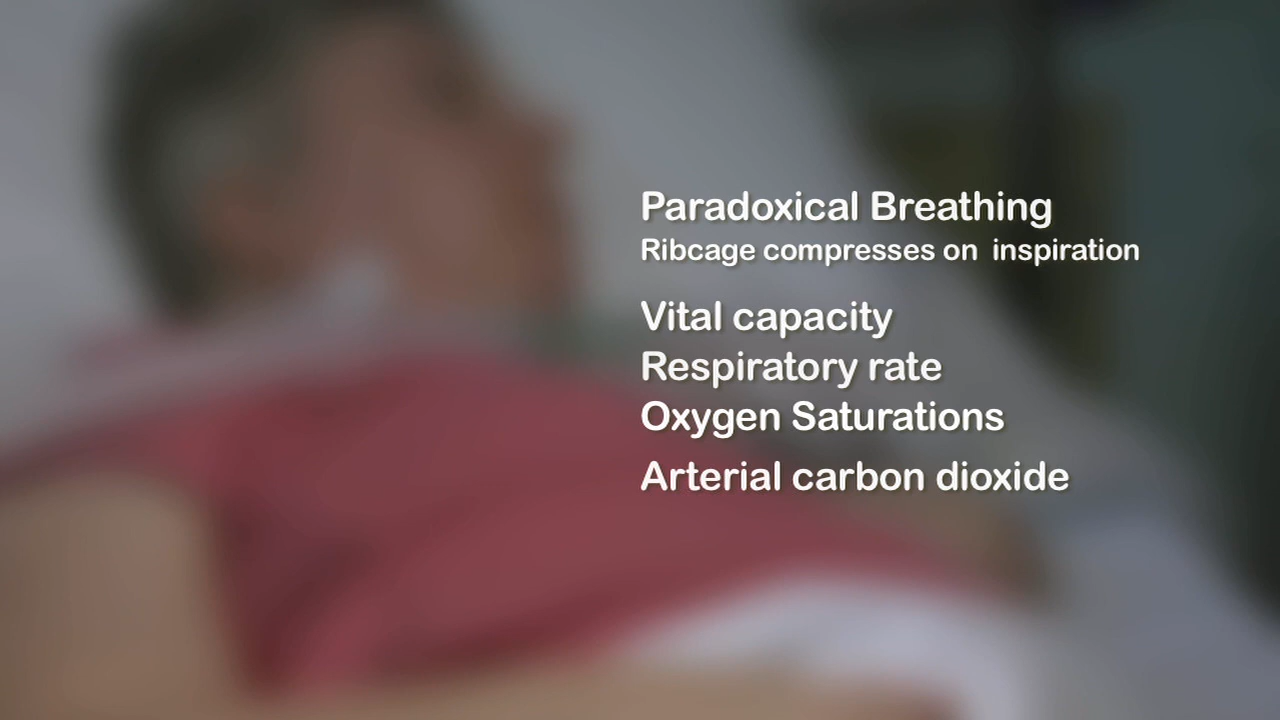 Paradoxical Breathing
Ribcage compresses on inspiration
Vital capacity
Respiratory rate
Oxygen Saturations
Arterial carbon dioxide